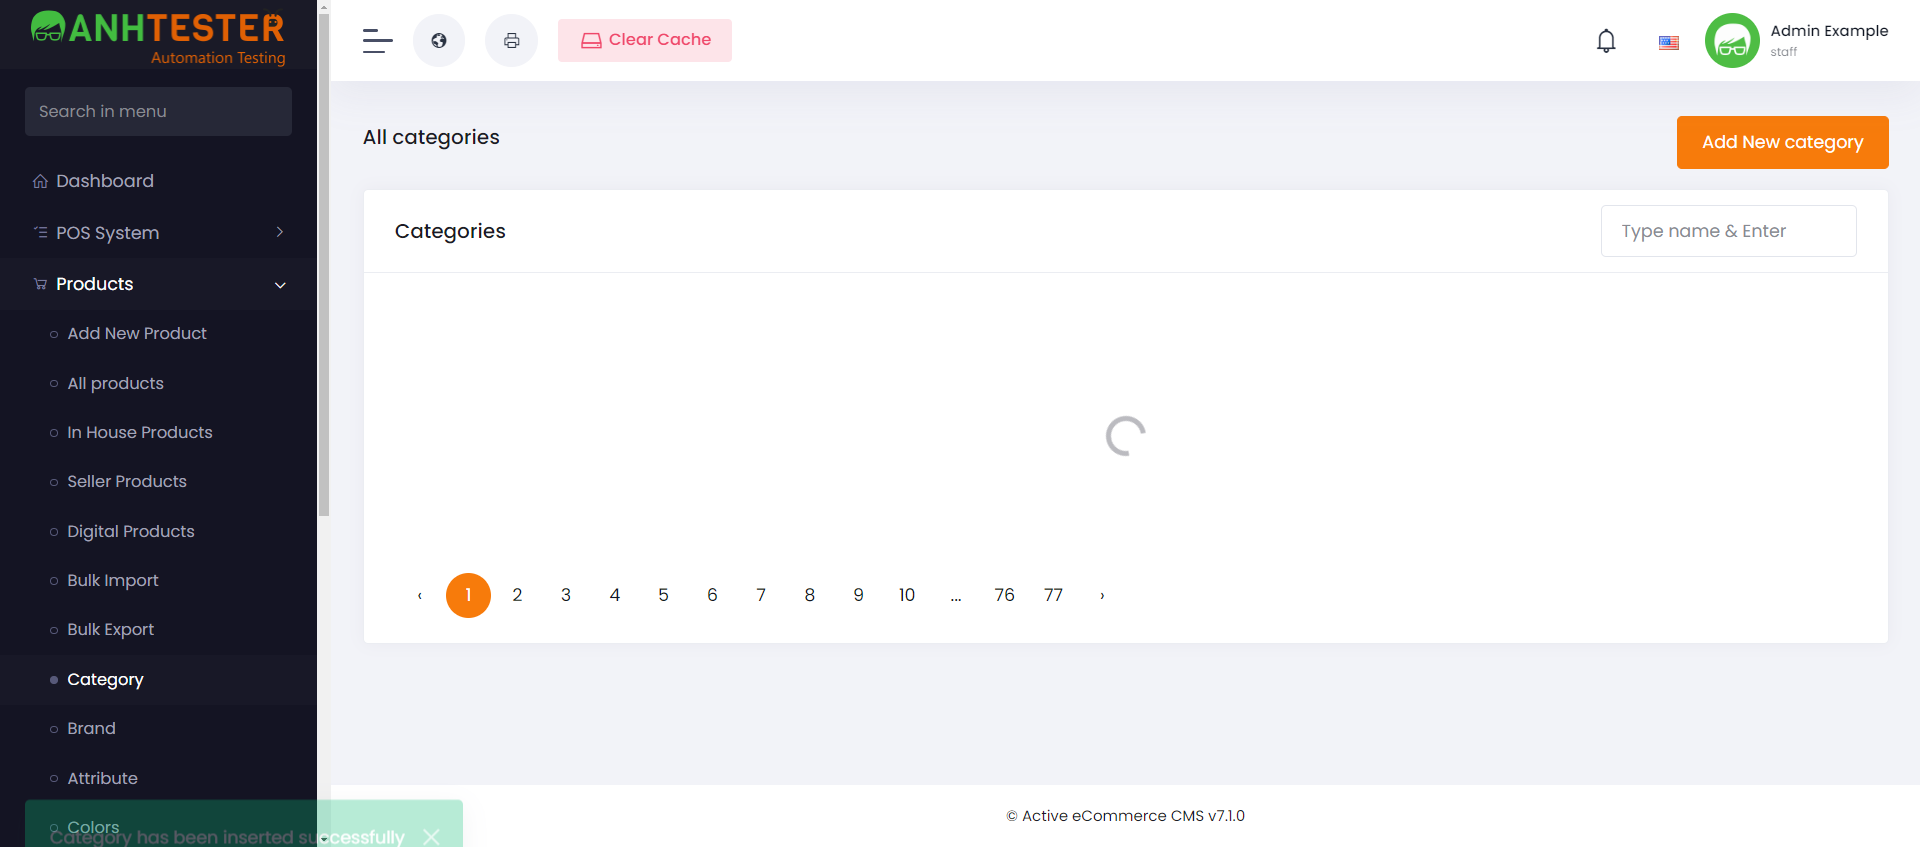 ANHTESTER
Automation Testing
Search in menu
Dashboard
POS System
Products
Add New Product
All products
In House Products
Seller Products
Digital Products
Bulk Import
Bulk Export
Category
Brand
Attribute
Colors
Category has been inserted successfully
Clear Cache
Admin Example
staff
All categories
Add New category
Categories
Type name & Enter
‹ 1 2 3 4 5 6 7 8 9 10 ... 76 77 ›
© Active eCommerce CMS v7.1.0